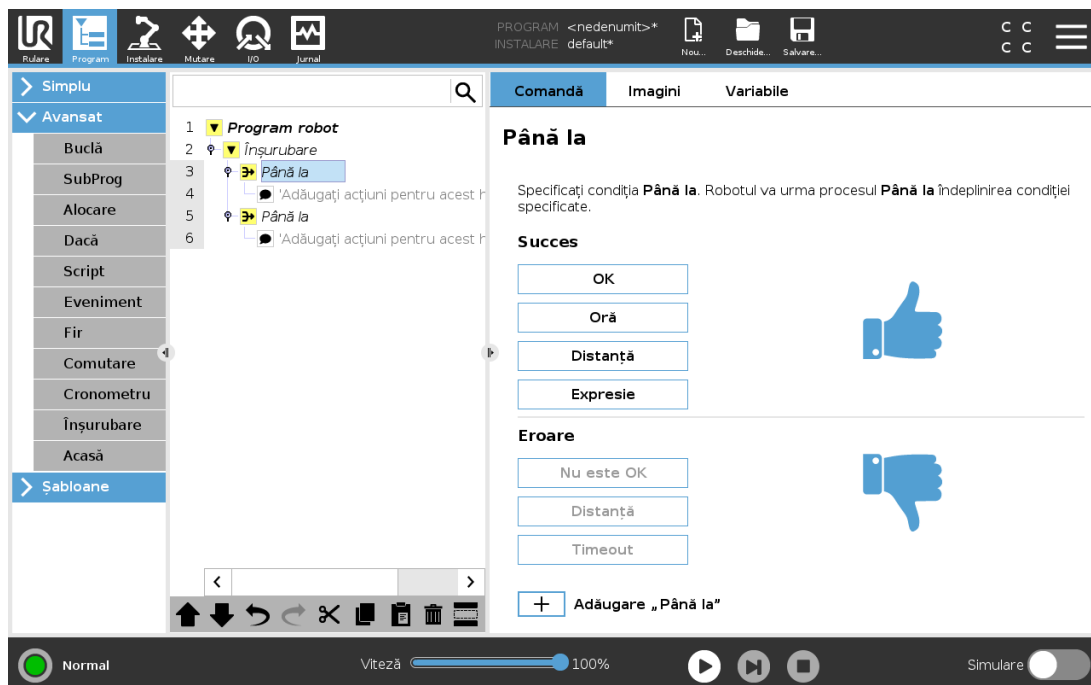 PROGRAM <nedenumit>*
INSTALARE default*
Rulare
Program
Instalare
Mutare
I/O
Jurnal
Nou...
Deschide...
Salvare...
C C
C C
Simplu
Avansat
Buclă
SubProg
Alocare
Dacă
Script
Eveniment
Fir
Comutare
Cronometru
Înșurubare
Acasă
Șabloane
1 Program robot
2 Înșurubare
3 Până la
4 'Adăugați acțiuni pentru acest h
5 Până la
6 'Adăugați acțiuni pentru acest h
Comandă
Imagini
Variabile
Până la
Specificați condiția Până la. Robotul va urma procesul Până la îndeplinirea condiției
specificate.
Succes
OK
Oră
Distanță
Expresie
Eroare
Nu este OK
Distanță
Timeout
+ Adăugare „Până la”
Normal
Viteză
100%
Simulare